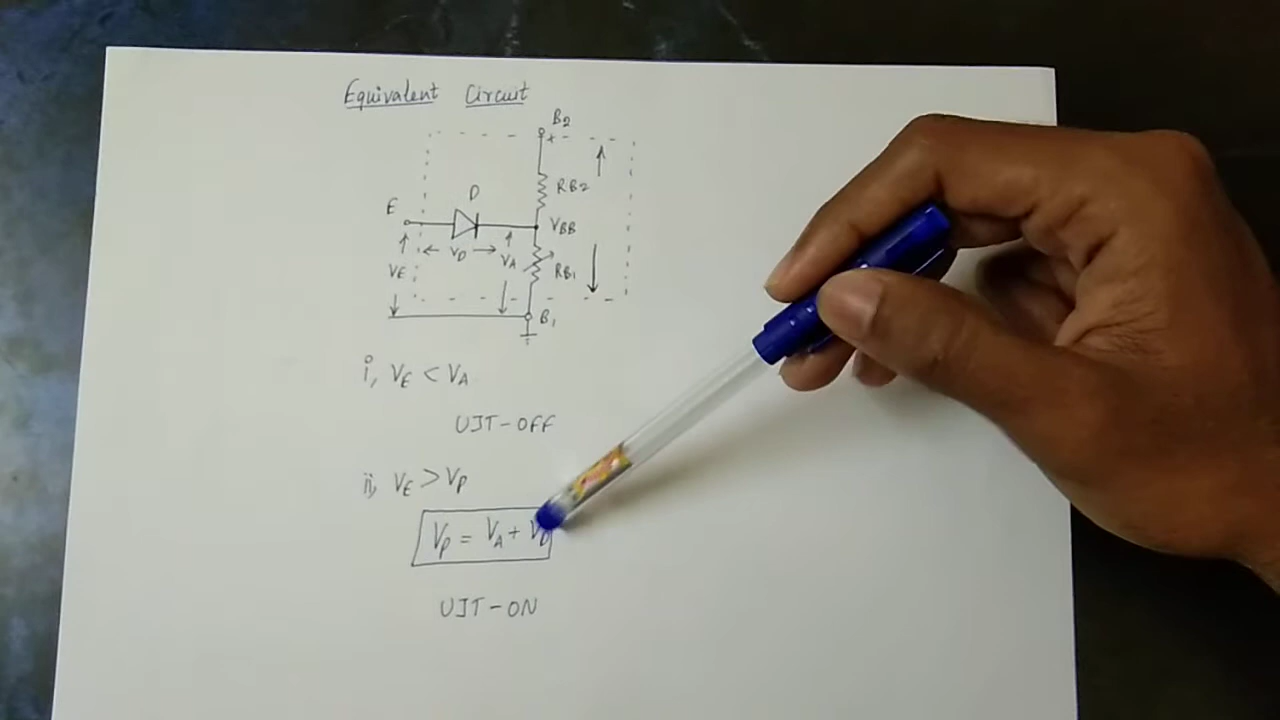 Equivalent Circuit
B2
+
RB2
D
E
VBB
VD
VA
RB1
VE
B1
i, VE < VA
UJT-OFF
ii, VE > VP
VP = VA + VD
UJT-ON